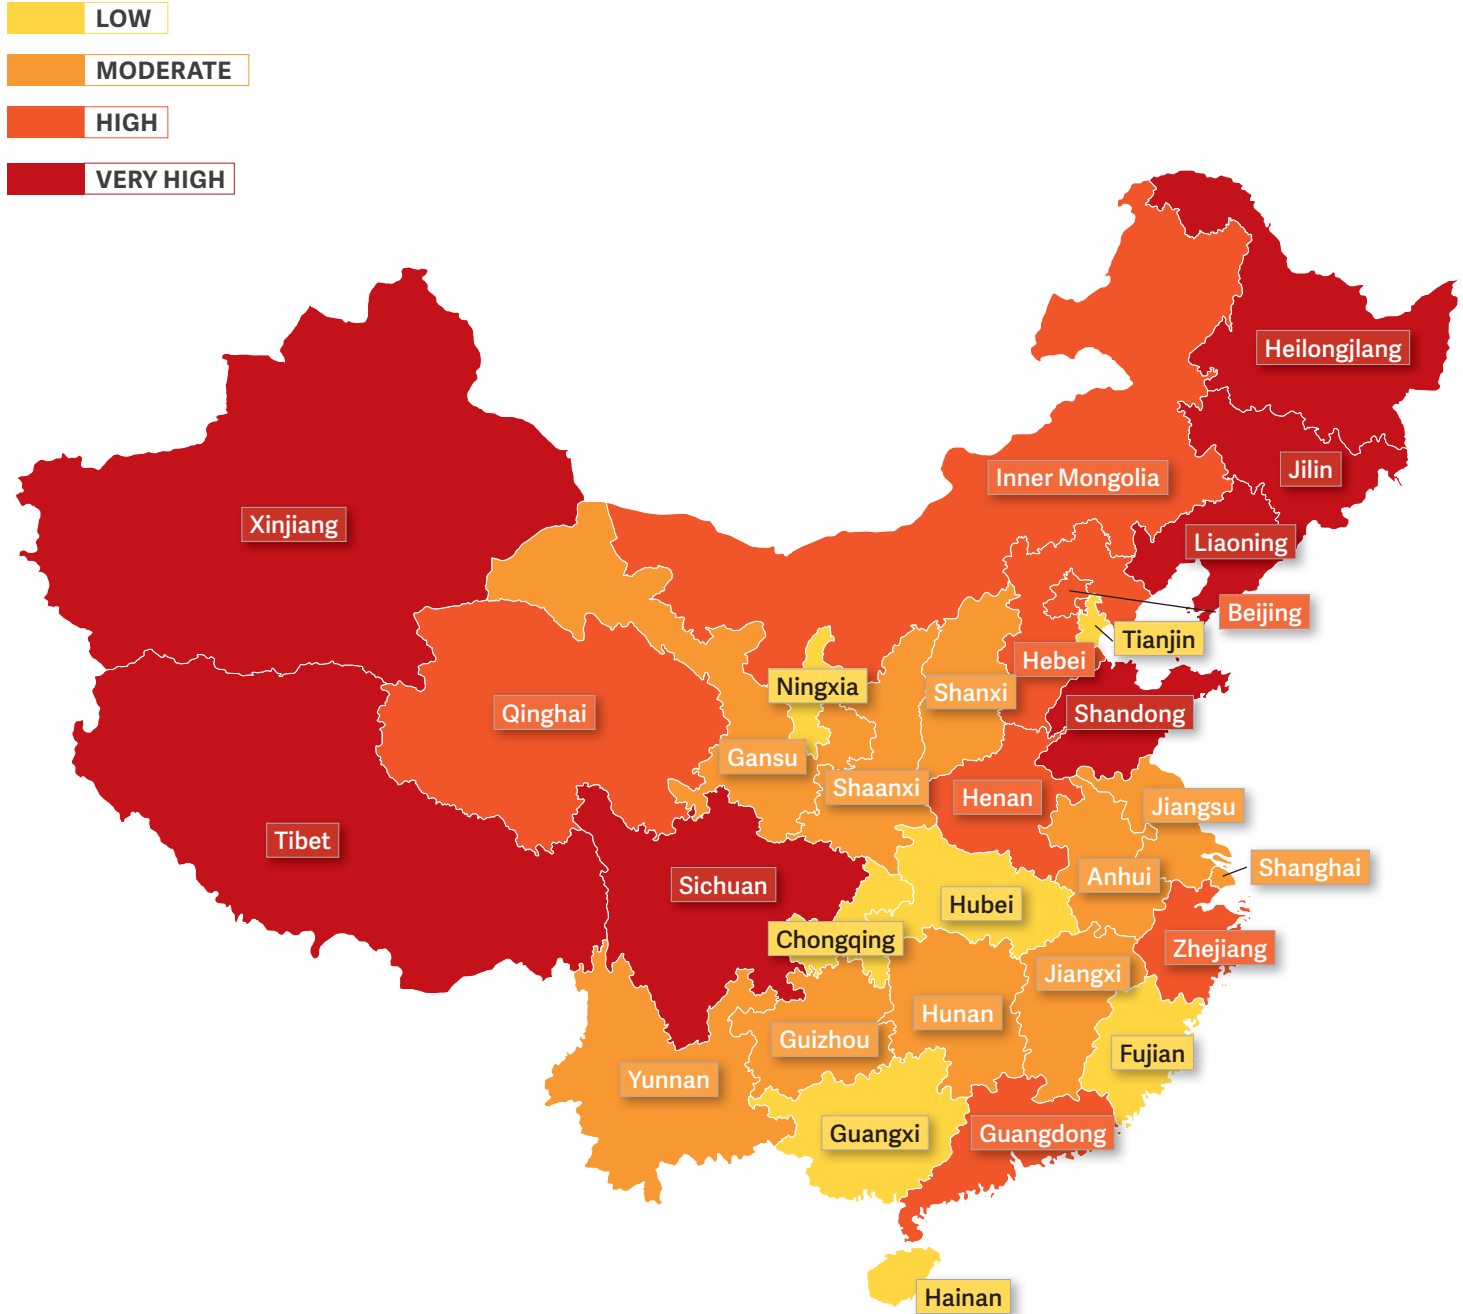 LOW
MODERATE
HIGH
VERY HIGH
Heilongjlang
Jilin
Inner Mongolia
Xinjiang
Liaoning
Beijing
Tianjin
Hebei
Ningxia
Shanxi
Qinghai
Shandong
Gansu
Shaanxi
Henan
Jiangsu
Tibet
Shanghai
Anhui
Sichuan
Hubei
Chongqing
Zhejiang
Jiangxi
Hunan
Guizhou
Fujian
Yunnan
Guangxi
Guangdong
Hainan